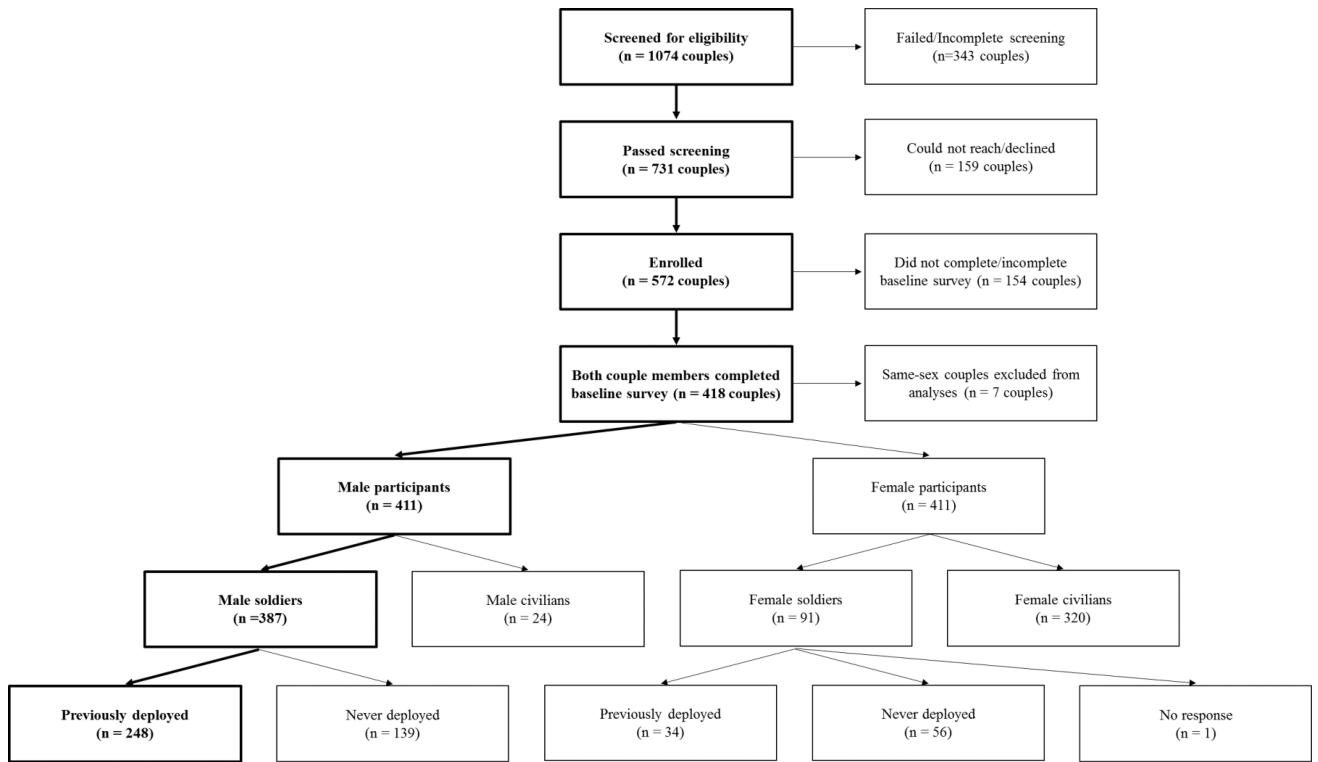 Screened for eligibility
(n = 1074 couples)
Failed/Incomplete screening
(n=343 couples)
Passed screening
(n = 731 couples)
Could not reach/declined
(n = 159 couples)
Enrolled
(n = 572 couples)
Did not complete/incomplete
baseline survey (n = 154 couples)
Both couple members completed
baseline survey (n = 418 couples)
Same-sex couples excluded from
analyses (n = 7 couples)
Male participants
(n = 411)
Female participants
(n = 411)
Male soldiers
(n =387)
Male civilians
(n = 24)
Female soldiers
(n = 91)
Female civilians
(n = 320)
Previously deployed
(n = 248)
Never deployed
(n = 139)
Previously deployed
(n = 34)
Never deployed
(n = 56)
No response
(n = 1)